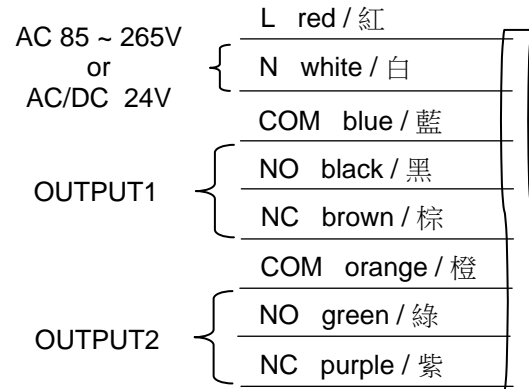 AC 85 ~ 265V
or
AC/DC 24V
L red / 紅
N white / 白
COM blue / 藍
OUTPUT1
NO black / 黑
NC brown / 棕
COM orange / 橙
OUTPUT2
NO green / 綠
NC purple / 紫